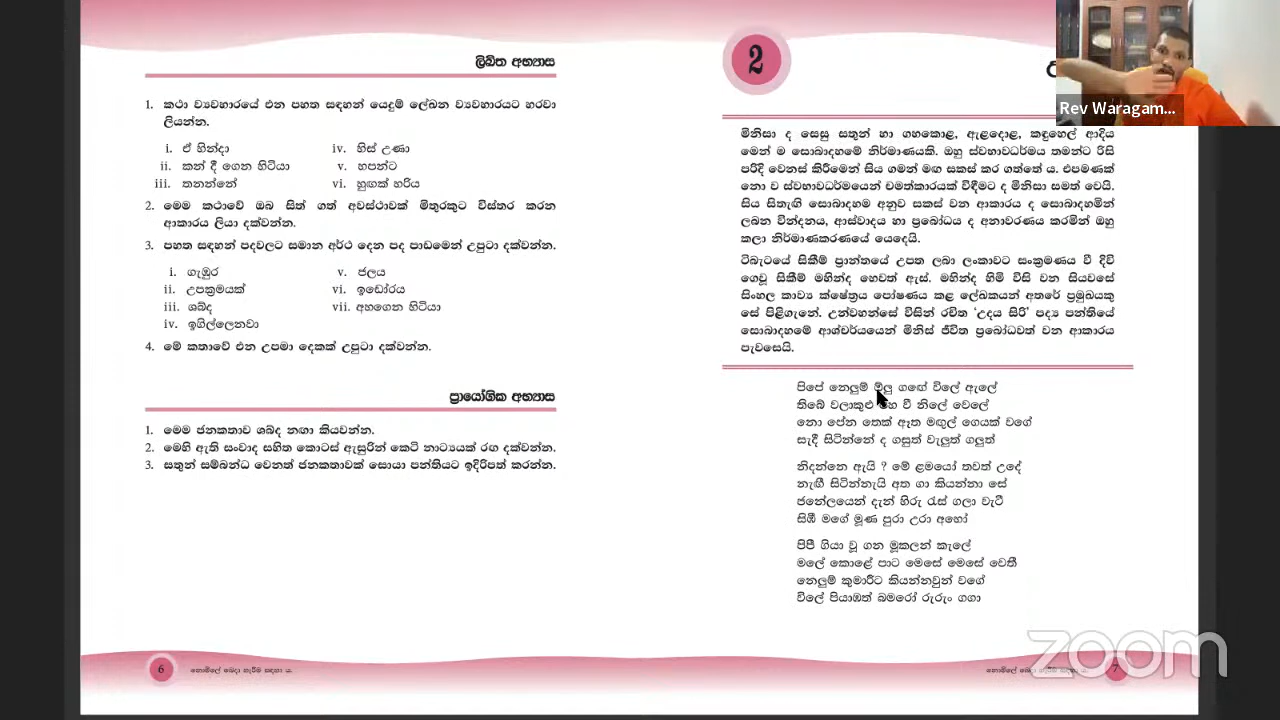 ලිඛිත අභ්‍යාස
1. කථා ව්‍යවහාරයේ එන පහත සඳහන් යෙදුම් ලේඛන ව්‍යවහාරයට හරවා
ලියන්න.
i. ඒ හින්දා
ii. කන් දී ගෙන හිටියා
iii. තනන්නේ
iv. හිස් උණා
v. හපන්ට
vi. හුඟක් හරිය
2. මෙම කථාවේ ඔබ සිත් ගත් අවස්ථාවක් මිතුරකුට විස්තර කරන
ආකාරය ලියා දක්වන්න.
3. පහත සඳහන් පදවලට සමාන අර්ථ දෙන පද පාඩමෙන් උපුටා දක්වන්න.
i. ගැඹුර
ii. උපක්‍රමයක්
iii. ශබ්ද
iv. ඉගිල්ලෙනවා
v. ජලය
vi. ඉඩෝරය
vii. අහගෙන හිටියා
4. මේ කතාවේ එන උපමා දෙකක් උපුටා දක්වන්න.
ප්‍රායෝගික අභ්‍යාස
1. මෙම ජනකතාව ශබ්ද නඟා කියවන්න.
2. මෙහි ඇති සංවාද සහිත කොටස් ඇසුරින් කෙටි නාට්‍යයක් රඟ දක්වන්න.
3. සතුන් සම්බන්ධ වෙනත් ජනකතාවක් සොයා පන්තියට ඉදිරිපත් කරන්න.
6 නොමිලේ බෙදා හැරීම සඳහා ය.
2
Rev Waragam...
මිනිසා ද සෙසු සතුන් හා ගහකොළ, ඇළදොළ, කඳුහෙල් ආදිය
මෙන් ම සොබාදහමේ නිර්මාණයකි. ඔහු ස්වභාවධර්මය තමන්ට රිසි
පරිදි වෙනස් කිරීමෙන් සිය ගමන් මඟ සකස් කර ගත්තේ ය. එපමණක්
නො ව ස්වභාවධර්මයෙන් චමත්කාරයක් විඳීමට ද මිනිසා සමත් වෙයි.
සිය සිතැඟි සොබාදහම අනුව සකස් වන ආකාරය ද සොබාදහමින්
ලබන වින්දනය, ආස්වාදය හා ප්‍රබෝධය ද අනාවරණය කරමින් ඔහු
කලා නිර්මාණකරණයේ යෙදෙයි.
ටිබැටයේ සිකිම් ප්‍රාන්තයේ උපත ලබා ලංකාවට සංක්‍රමණය වී දිවි
ගෙවූ සිකිම් මහින්ද හෙවත් ඇස්. මහින්ද හිමි විසි වන සියවසේ
සිංහල කාව්‍ය ක්ෂේත්‍රය පෝෂණය කළ ලේඛකයන් අතරේ ප්‍රමුඛයකු
සේ පිළිගැනේ. උන්වහන්සේ විසින් රචිත ‘උදය සිරි’ පද්‍ය පන්තියේ
සොබාදහමේ ආශ්චර්යයෙන් මිනිස් ජීවිත ප්‍රබෝධවත් වන ආකාරය
පැවසෙයි.
පිපේ නෙලුම් මුලු ගඟේ විලේ ඇලේ
තිබේ වලාකුළු වී නිලේ වෙලේ
නො පේන තෙක් ඈත මඟුල් ගෙයක් වගේ
සැදී සිටින්නේ ද ගසුත් වැලුත් ගලුත්
නිදන්නෙ ඇයි ? මේ ළමයෝ තවත් උදේ
නැඟී සිටින්නැයි අත ගා කියන්නා සේ
ජනේලයෙන් දැන් හිරු රැස් ගලා වැටී
සිඹී මගේ මූණ පුරා උරා අහෝ
පිපී ගියා වූ ගන මූකලන් කැලේ
මලේ කොළේ පාට මෙසේ මෙසේ වෙතී
නෙලුම් කුමාරීට කියන්නවුන් වගේ
විලේ පියාඹත් බමරෝ රුරුං ගගා
zoom
නොමිලේ බෙදා හැරීම සඳහා ය. 7